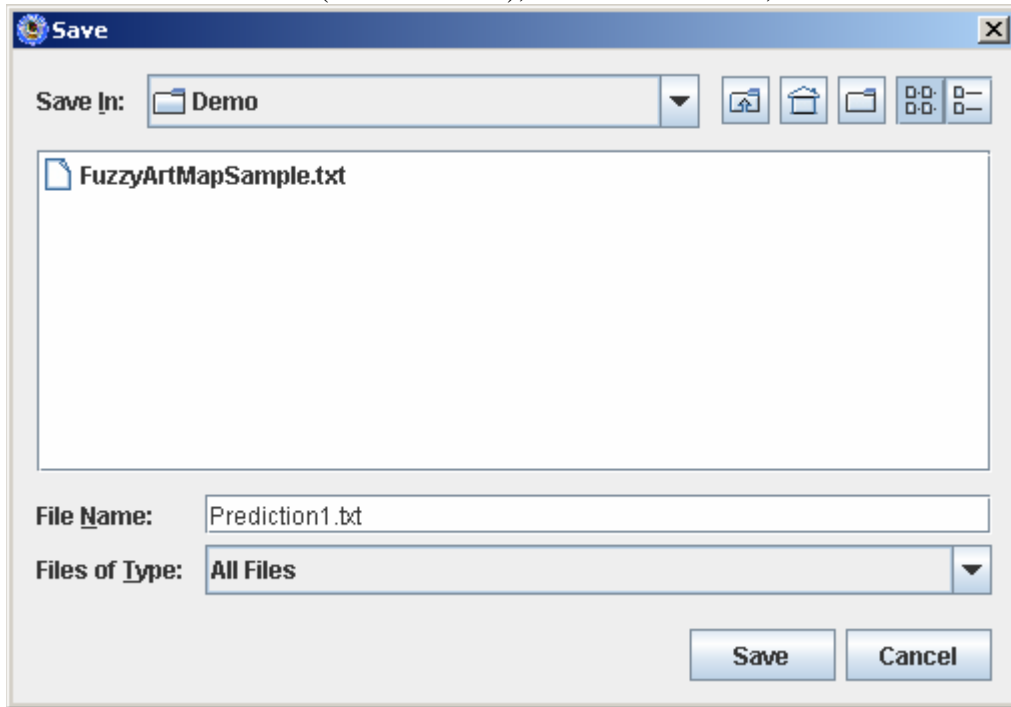 Save
Save In: Demo
FuzzyArtMapSample.txt
File Name: Prediction1.txt
Files of Type: All Files
Save Cancel